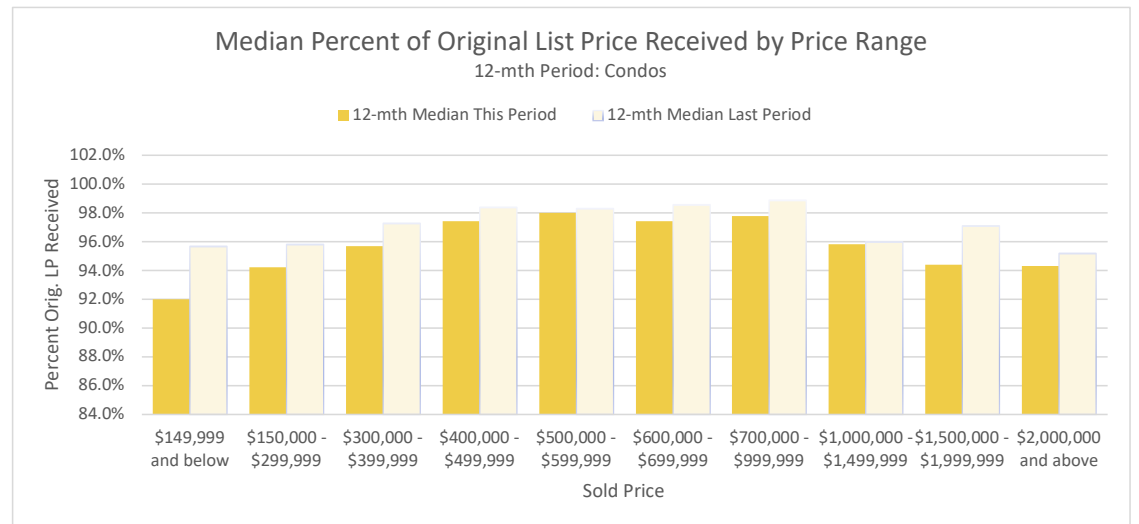 Median Percent of Original List Price Received by Price Range
12-mth Period: Condos
12-mth Median This Period 12-mth Median Last Period
Percent Orig. LP Received
102.0%
100.0%
98.0%
96.0%
94.0%
92.0%
90.0%
88.0%
86.0%
84.0%
$149,999 $150,000 - $300,000 - $400,000 - $500,000 - $600,000 - $700,000 - $1,000,000 - $1,500,000 - $2,000,000
and below $299,999 $399,999 $499,999 $599,999 $699,999 $999,999 $1,499,999 $1,999,999 and above
Sold Price